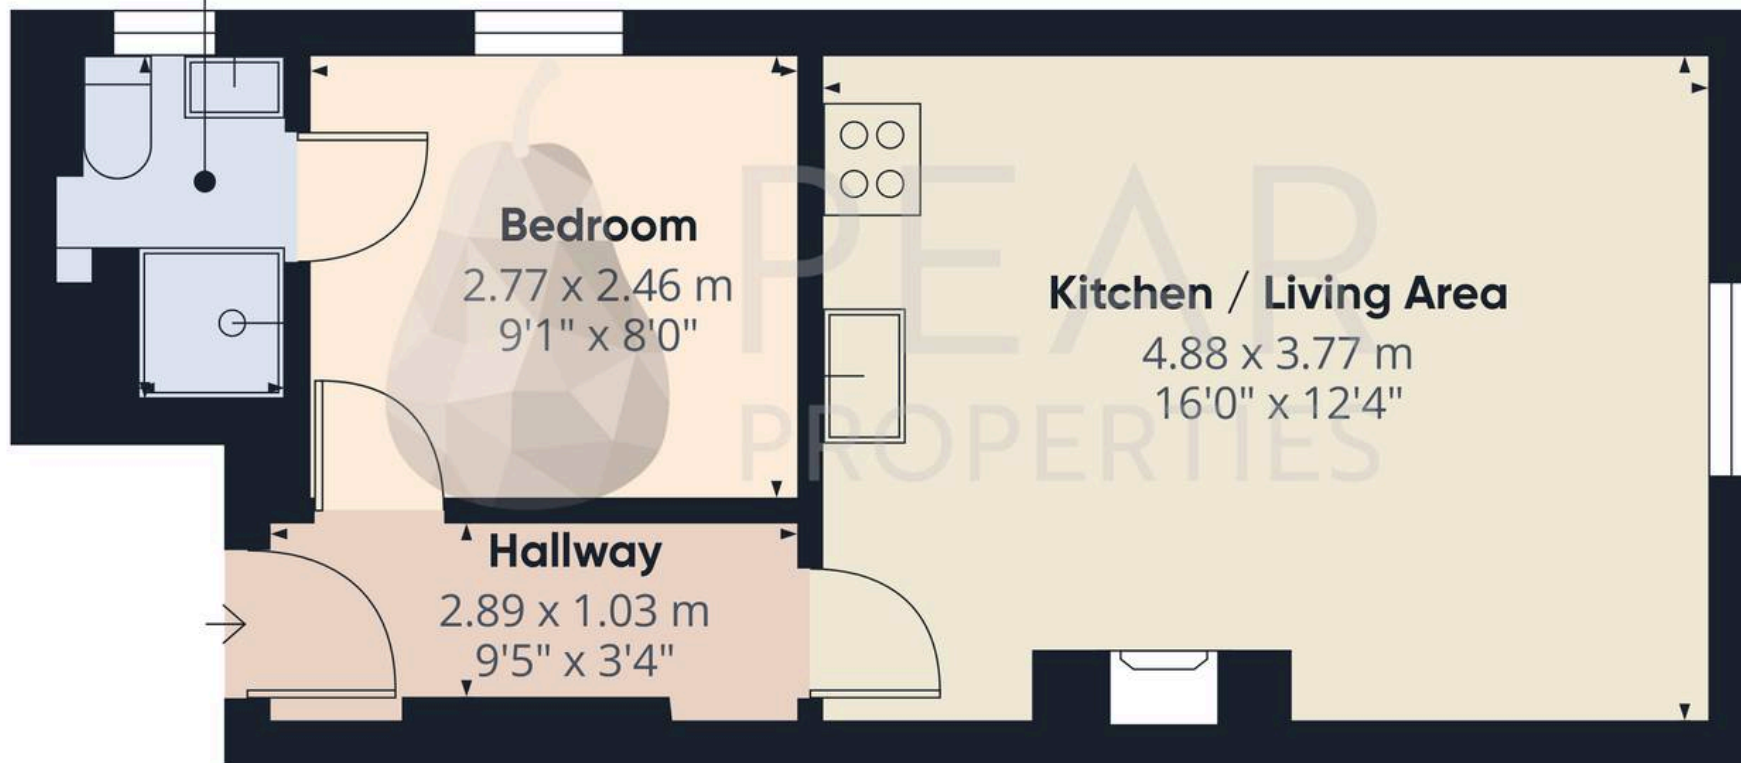 Bedroom
2.77 x 2.46 m
9'1" x 8'0"
Kitchen / Living Area
4.88 x 3.77 m
16'0" x 12'4"
Hallway
2.89 x 1.03 m
9'5" x 3'4"
PEAR
PROPERTIES